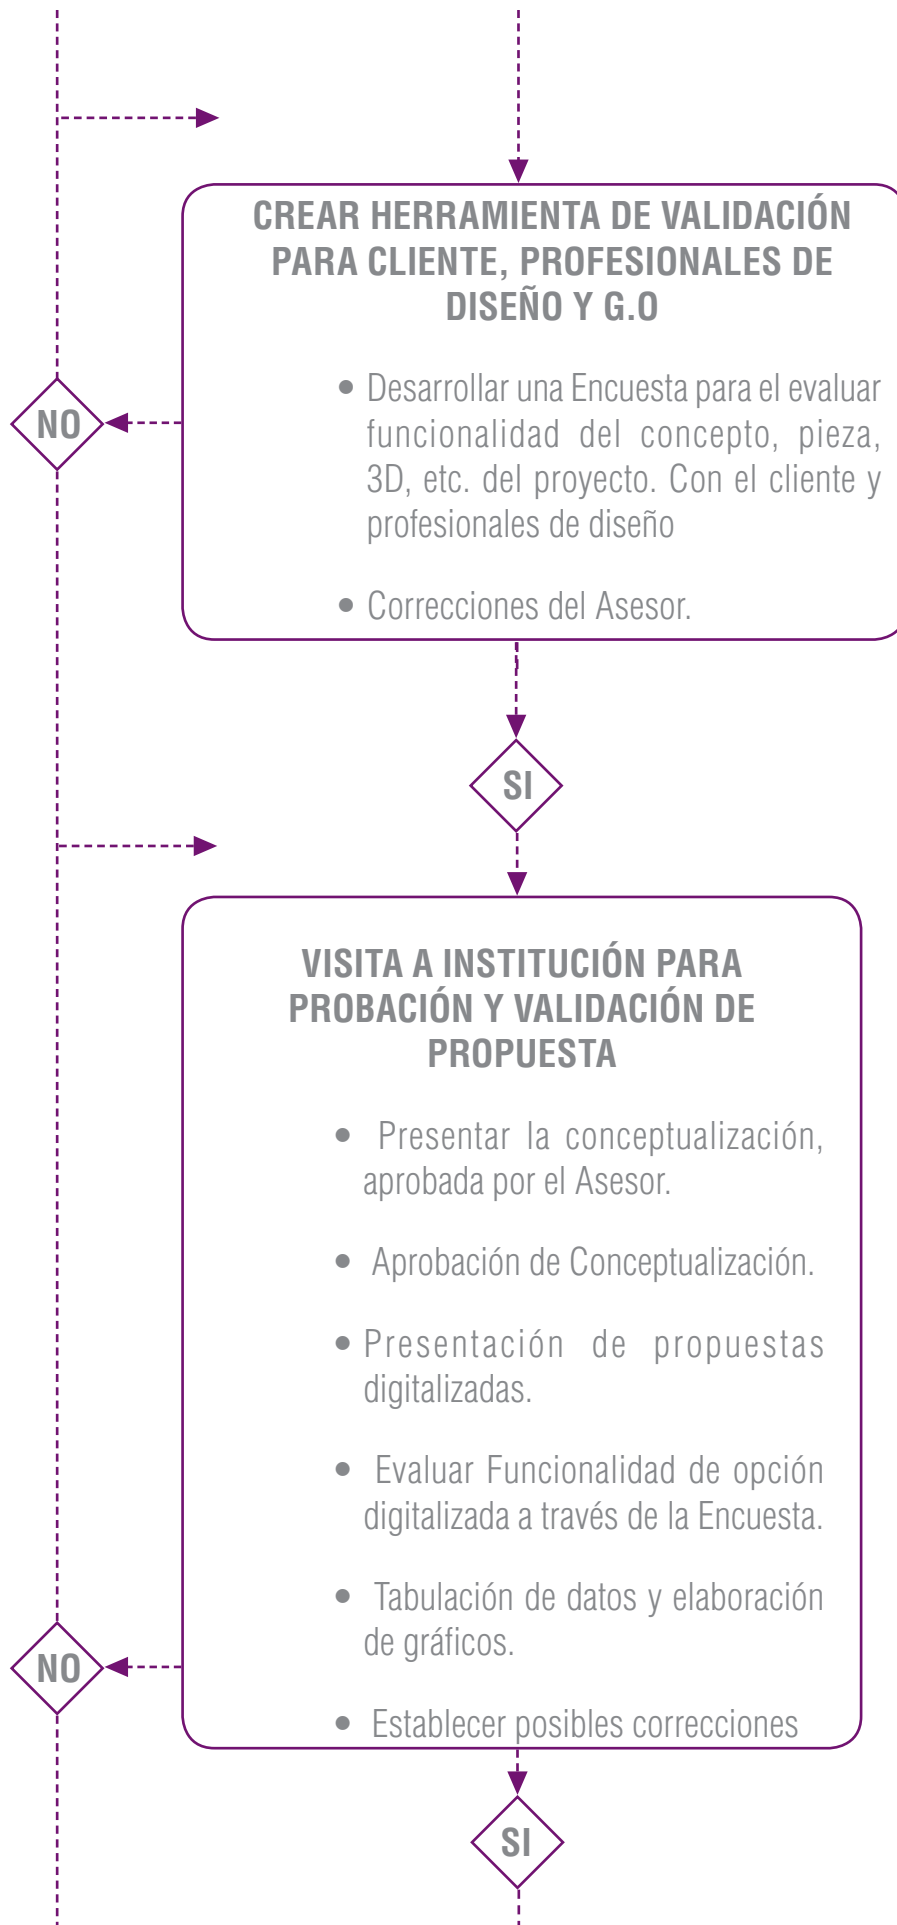 CREAR HERRAMIENTA DE VALIDACIÓN
PARA CLIENTE, PROFESIONALES DE
DISEÑO Y G.O
• Desarrollar una Encuesta para el evaluar
funcionalidad del concepto, pieza,
3D, etc. del proyecto. Con el cliente y
profesionales de diseño
• Correcciones del Asesor.
NO
SI
VISITA A INSTITUCIÓN PARA
PROBACIÓN Y VALIDACIÓN DE
PROPUESTA
• Presentar la conceptualización,
aprobada por el Asesor.
• Aprobación de Conceptualización.
• Presentación de propuestas
digitalizadas.
• Evaluar Funcionalidad de opción
digitalizada a través de la Encuesta.
• Tabulación de datos y elaboración
de gráficos.
• Establecer posibles correcciones
NO
SI